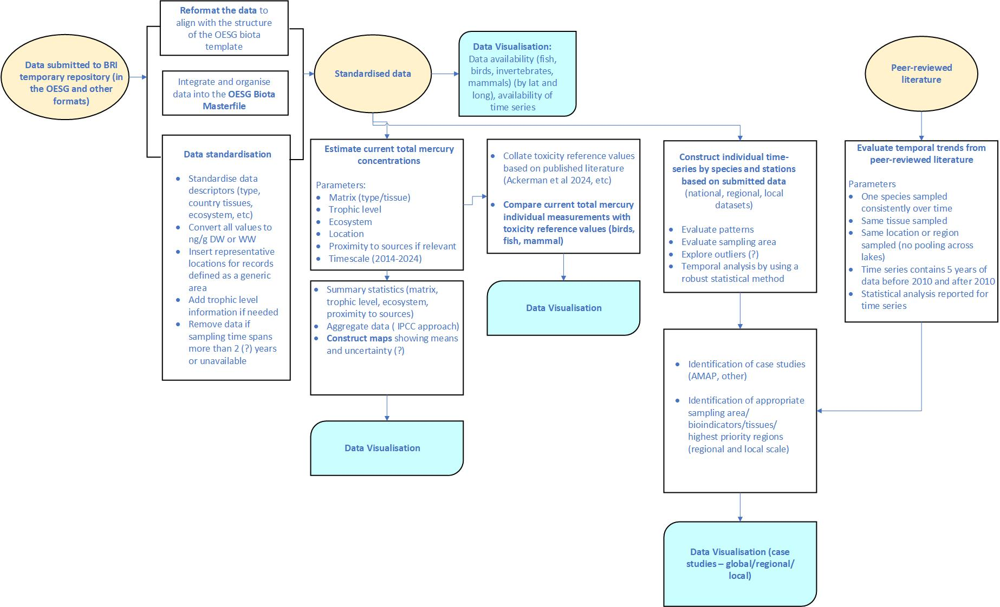 Data submitted to BRI
temporary repository (in
the OESG and other
formats)
Reformat the data to
align with the structure
of the OESG biota
template
Integrate and organise
data into the OESG Biota
Masterfile
Data standardisation
● Standardise data
descriptors (type,
country tissues,
ecosystem, etc)
● Convert all values to
ng/g DW or WW
● Insert representative
locations for records
defined as a generic
area
● Add trophic level
information if needed
● Remove data if
sampling time spans
more than 2 (?) years
or unavailable
Standardised data
Data Visualisation:
Data availability (fish,
birds, invertebrates,
mammals) (by lat and
long), availability of
time series
Estimate current total mercury
concentrations
Parameters:
● Matrix (type/tissue)
● Trophic level
● Ecosystem
● Location
● Proximity to sources if relevant
● Timescale (2014-2024)
● Summary statistics (matrix,
trophic level, ecosystem,
proximity to sources)
● Aggregate data ( IPCC approach)
● Construct maps showing means
and uncertainty (?)
Data Visualisation
● Collate toxicity reference values
based on published literature
(Ackerman et al 2024, etc)
● Compare current total mercury
individual measurements with
toxicity reference values (birds,
fish, mammal)
Data Visualisation
Construct individual time-
series by species and stations
based on submitted data
(national, regional, local
datasets)
● Evaluate patterns
● Evaluate sampling area
● Explore outliers (?)
● Temporal analysis by using a
robust statistical method
● Identification of case studies
(AMAP, other)
● Identification of appropriate
sampling area/
bioindicators/tissues/
highest priority regions
(regional and local scale)
Data Visualisation (case
studies – global/regional/
local)
Peer-reviewed
literature
Evaluate temporal trends from
peer-reviewed literature
Parameters
● One species sampled
consistently over time
● Same tissue sampled
● Same location or region
sampled (no pooling across
lakes)
● Time series contains 5 years of
data before 2010 and after 2010
● Statistical analysis reported for
time series